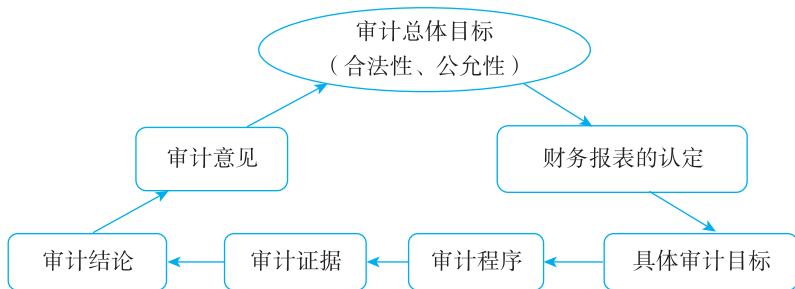 审计总体目标
（合法性、公允性）
审计意见
财务报表的认定
审计结论
审计证据
审计程序
具体审计目标